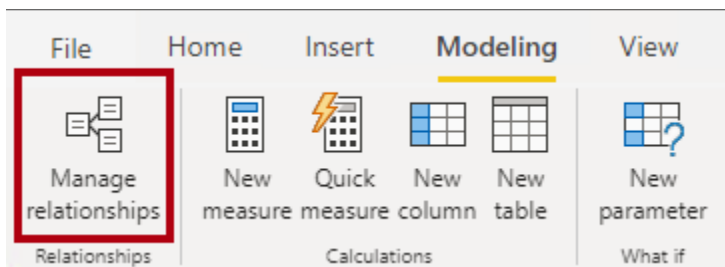 File Home Insert Modeling View
Manage relationships
New measure
Quick measure
New column
New table
New parameter
Relationships Calculations What if